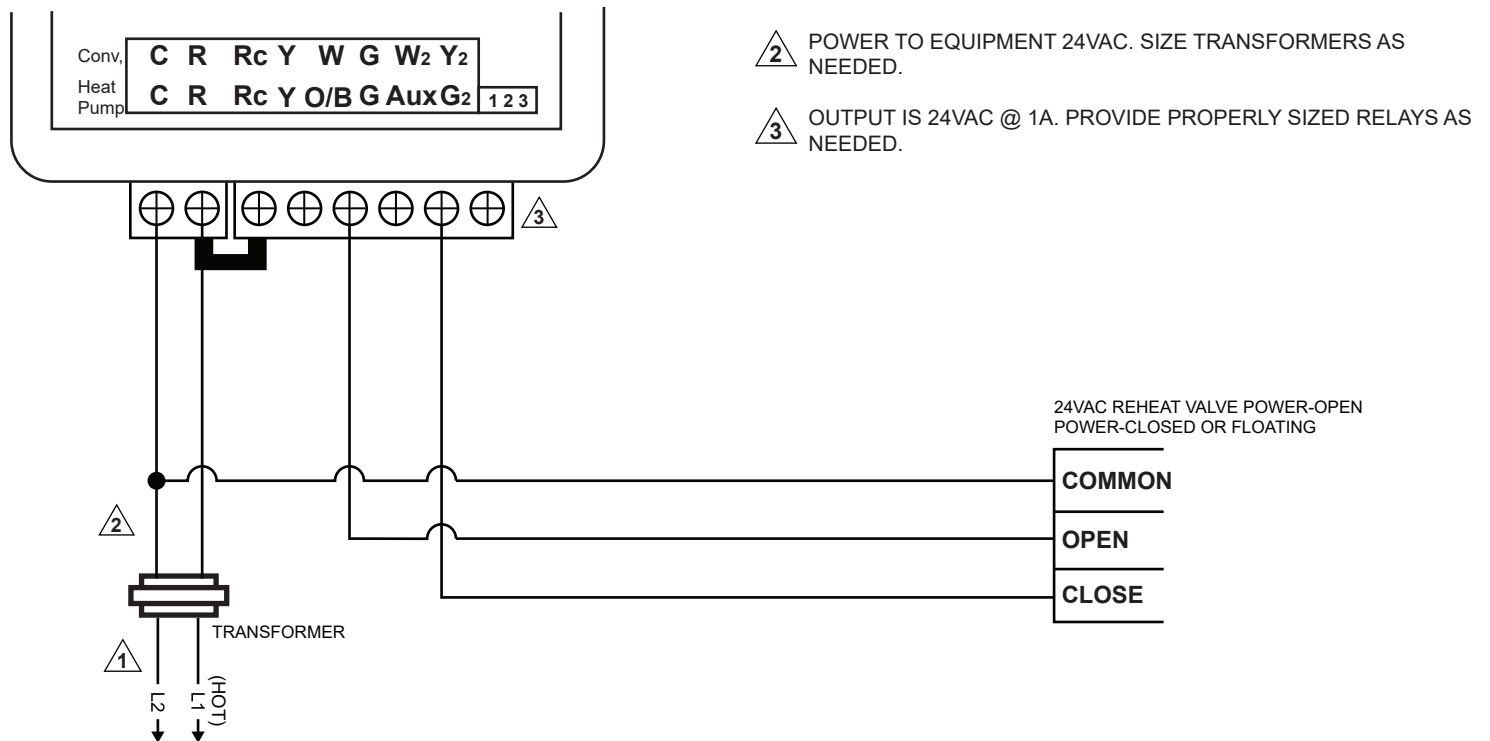 Conv, C R Rc Y W G W2 Y2
Heat
Pump C R Rc Y O/B G Aux G2 1 2 3
2 POWER TO EQUIPMENT 24VAC. SIZE TRANSFORMERS AS
NEEDED.
3 OUTPUT IS 24VAC @ 1A. PROVIDE PROPERLY SIZED RELAYS AS
NEEDED.
3
24VAC REHEAT VALVE POWER-OPEN
POWER-CLOSED OR FLOATING
COMMON
OPEN
CLOSE
2
TRANSFORMER
1
L2
L1
(HOT)